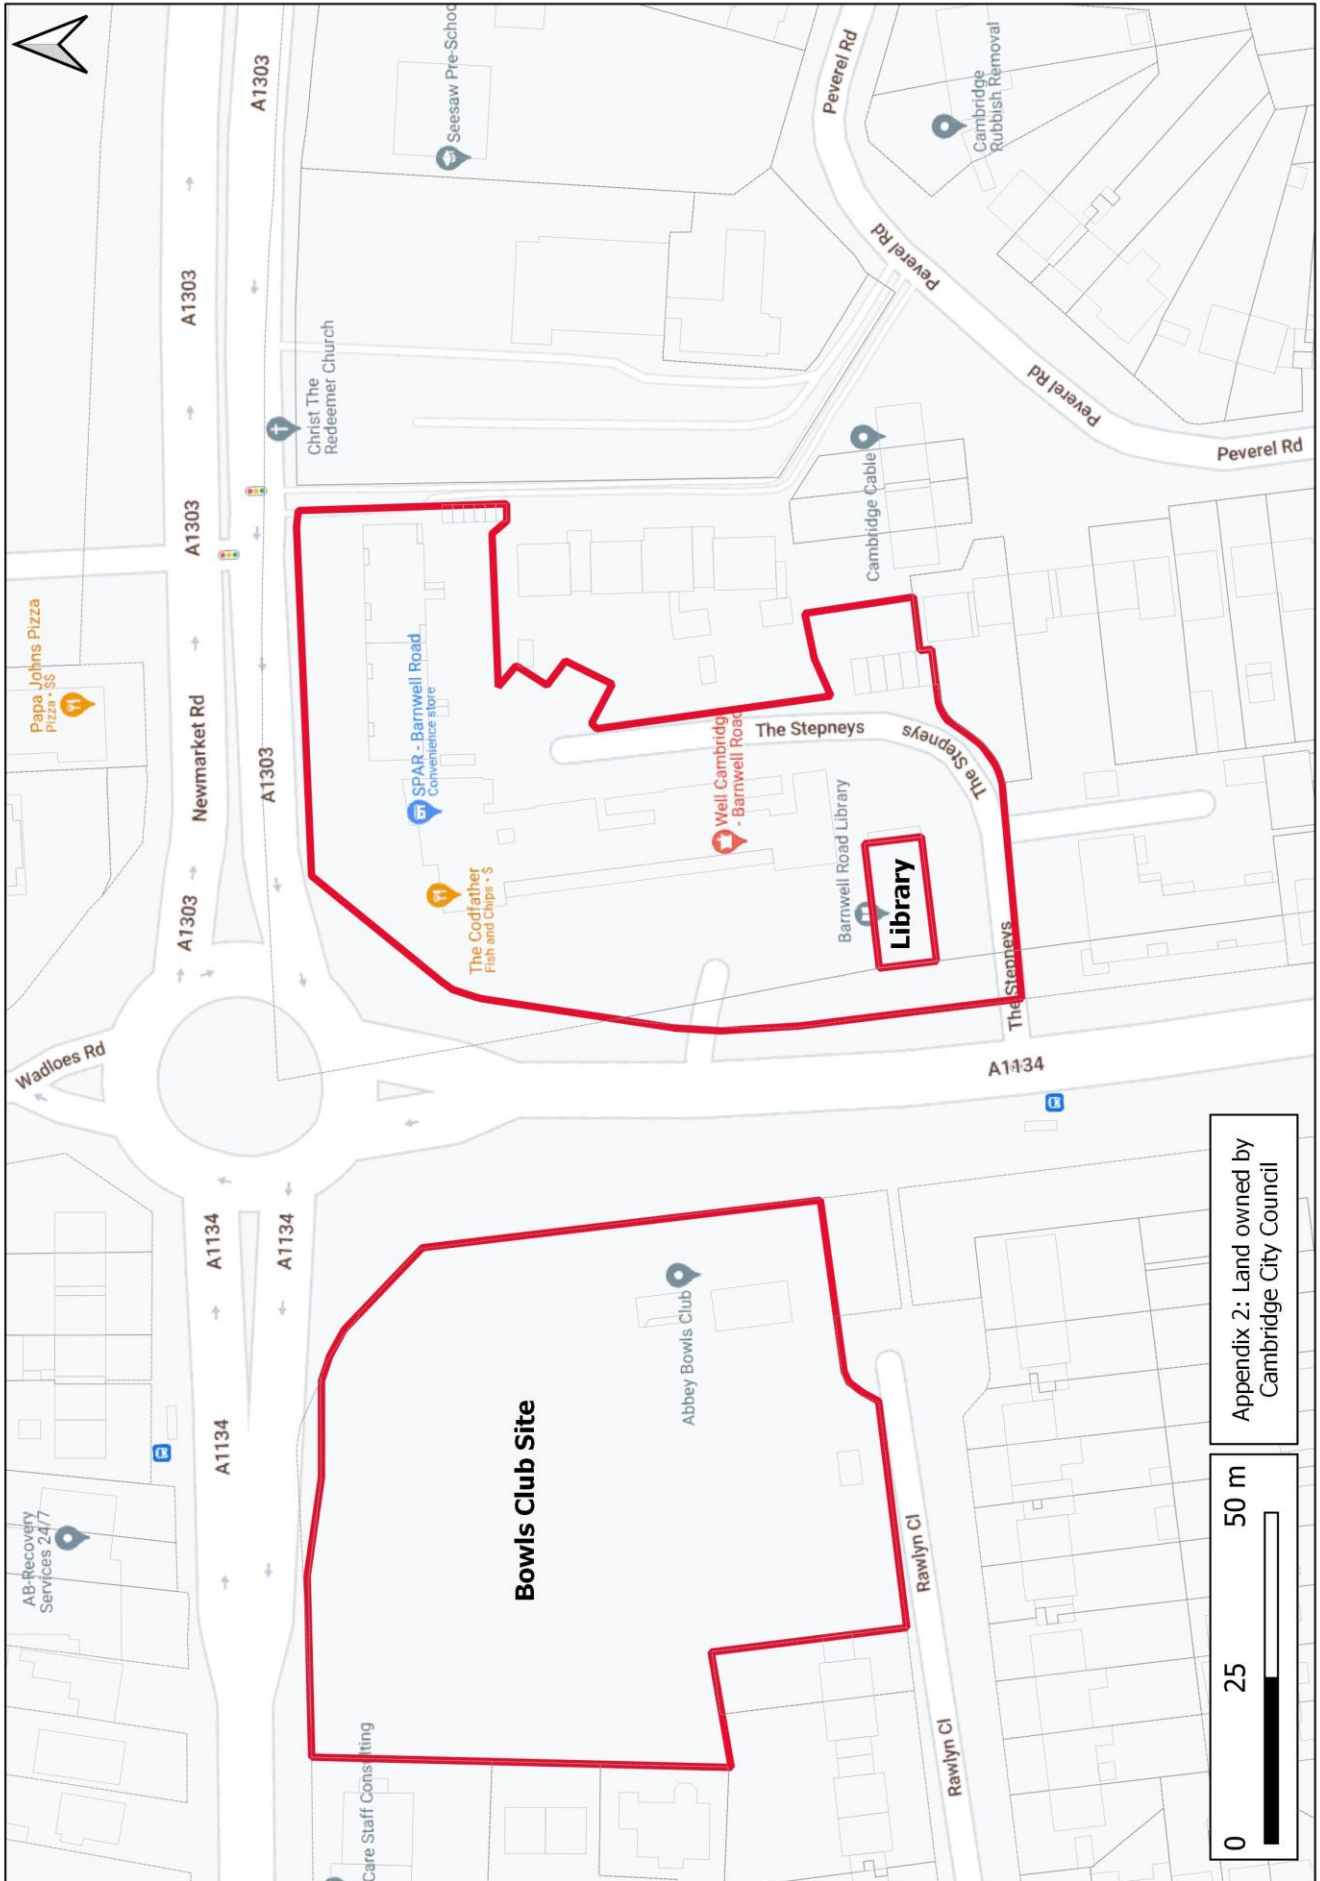 A1303
A1303
A1303
A1303
A1303
Newmarket Rd
Papa Johns Pizza
Pizza • $$
Seesaw Pre-Schoo
Christ The
Redeemer Church
Peverel Rd
Peverel Rd
Peverel Rd
Peverel Rd
Cambridge
Rubbish Removal
Cambridge Cable
SPAR - Barnwell Road
Convenience store
The Codfather
Fish and Chips • $
Well Cambridg
- Barnwell Road
The Stepneys
The Stepneys
The Stepneys
Barnwell Road Library
Library
Wadloes Rd
A1134
A1134
A1134
A1134
AB-Recovery
Services 24/7
Bowls Club Site
Abbey Bowls Club
Care Staff Consulting
Rawlyn Cl
Rawlyn Cl
0 25 50 m
Appendix 2: Land owned by
Cambridge City Council